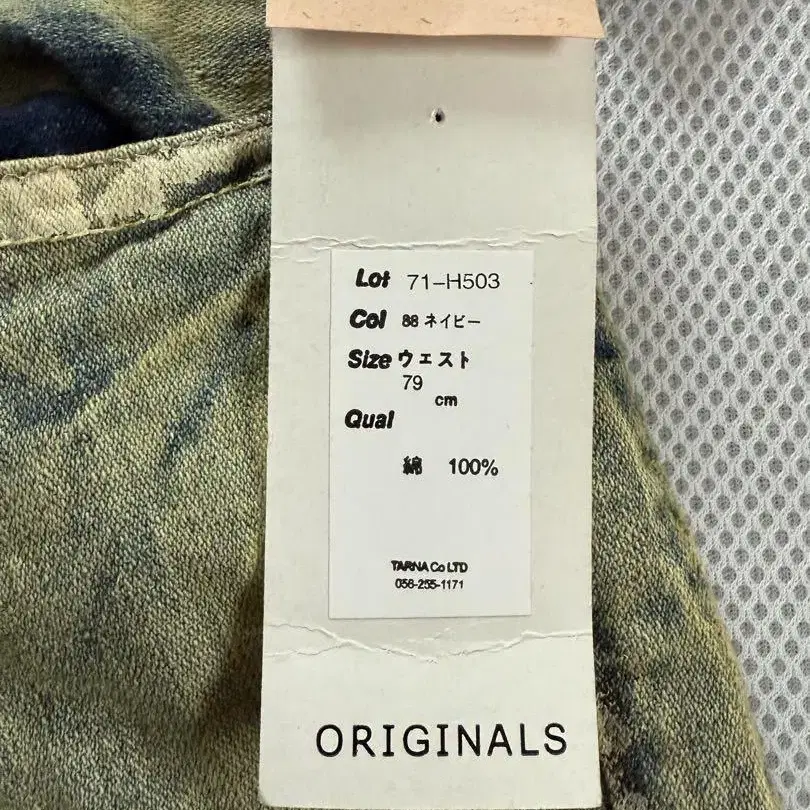 Lot 71-H503
Col 88 ネイビー
Size ウェスト
79
cm
Qual
綿 100%
TARNA Co LTD
058-255-1171
ORIGINALS